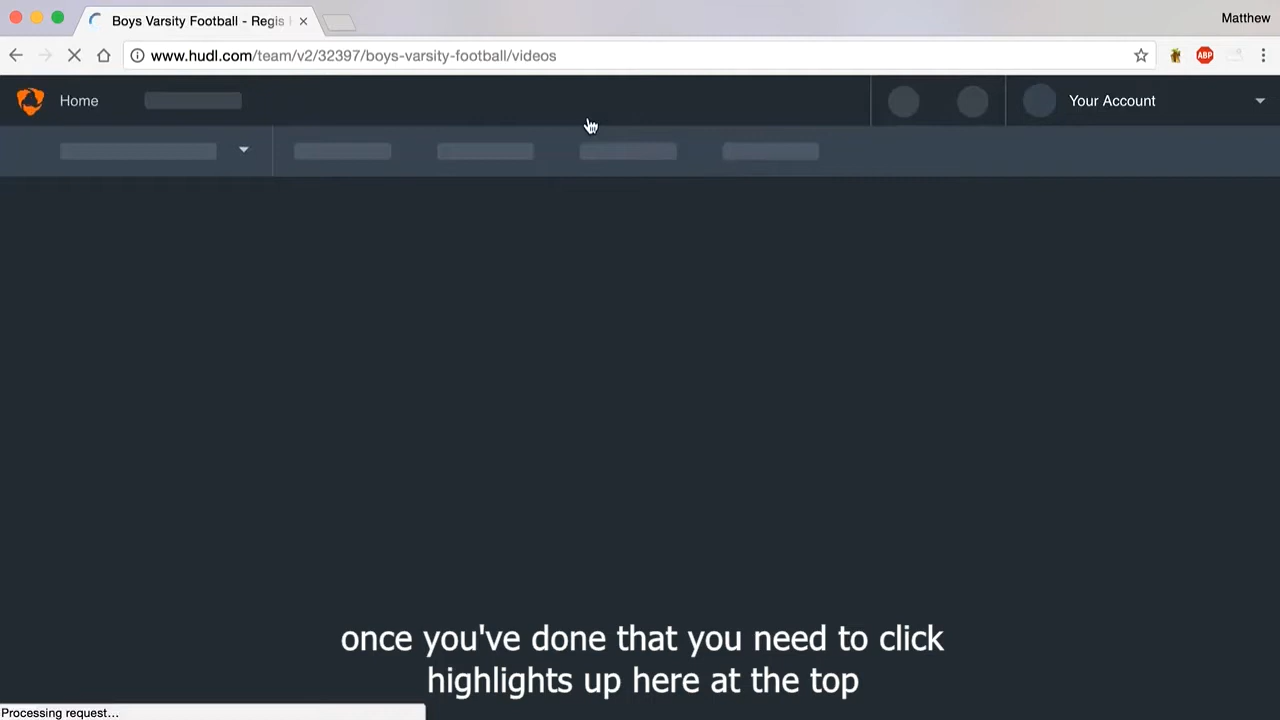 Boys Varsity Football - Regis
Matthew
www.hudl.com/team/v2/32397/boys-varsity-football/videos
ABP
Home
Your Account
once you've done that you need to click
highlights up here at the top
Processing request…